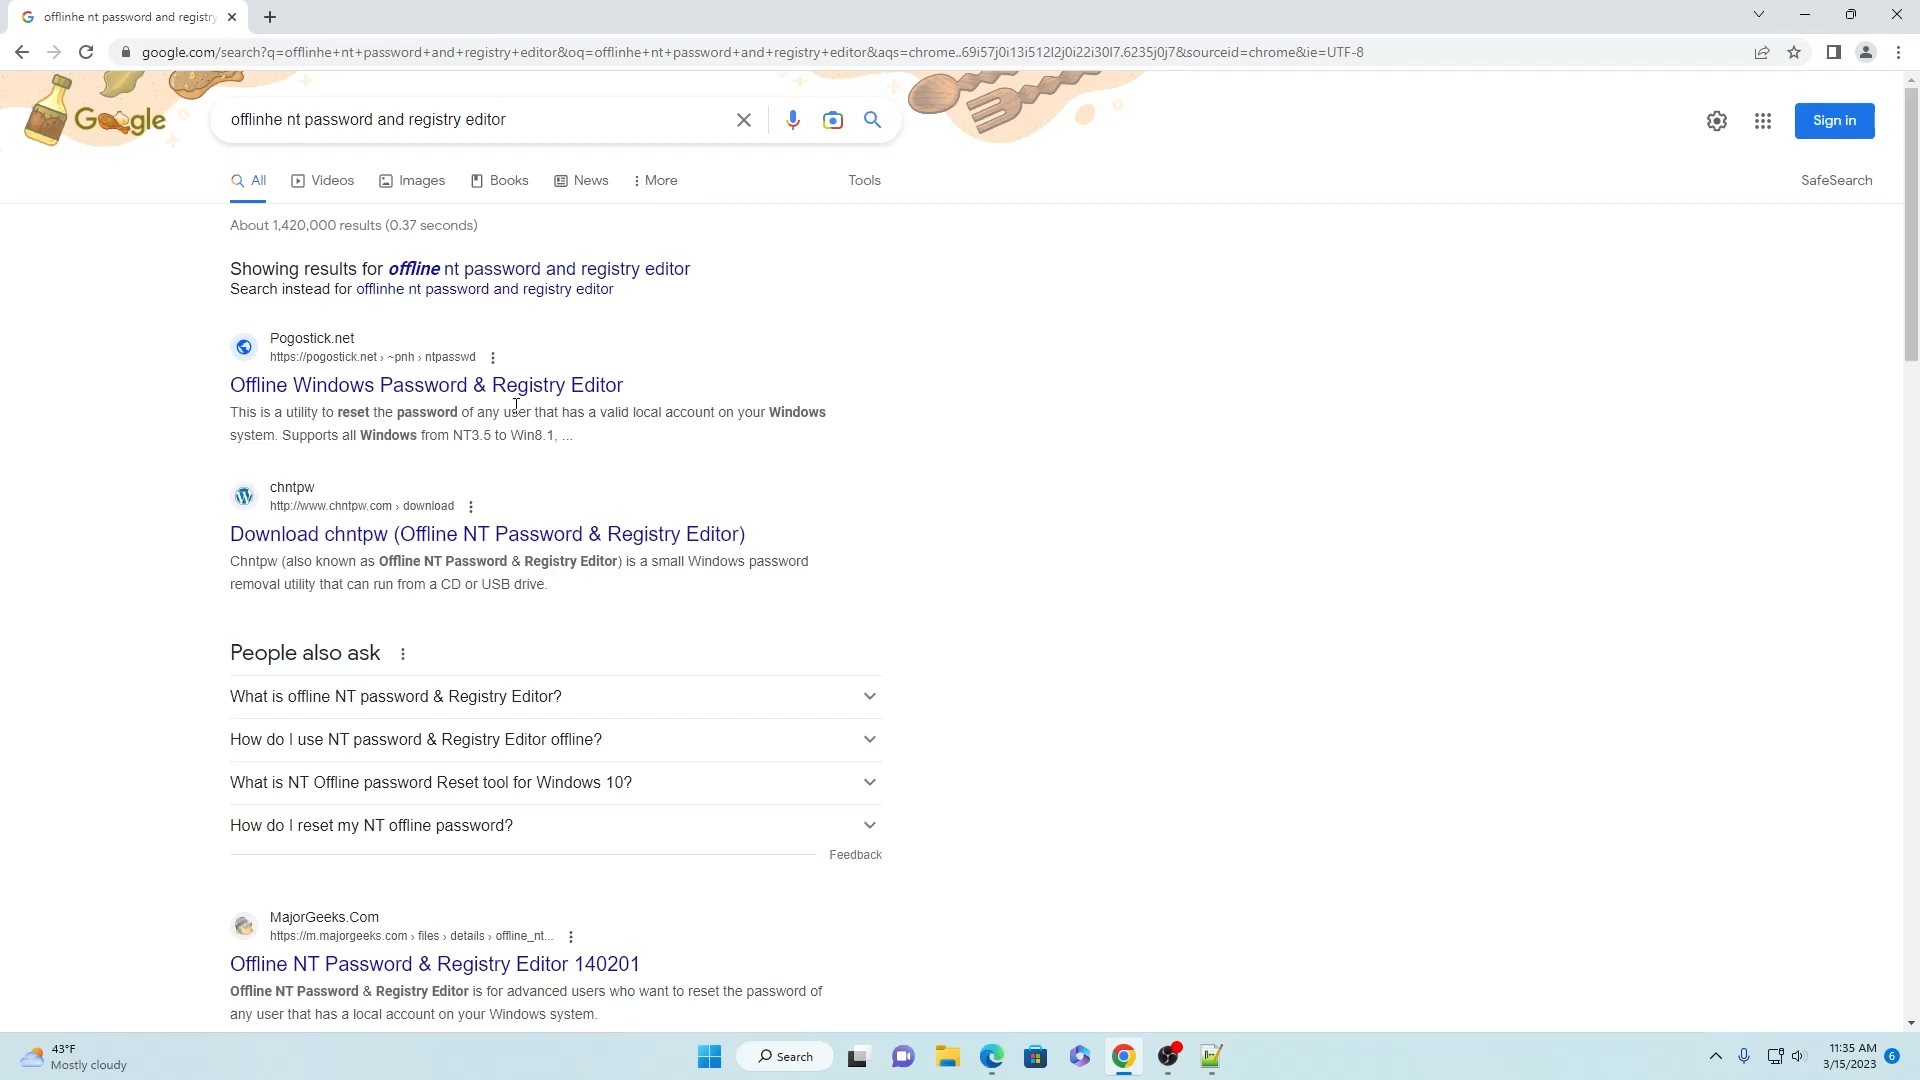 offlinhe nt password and registry
google.com/search?q=offlinhe+nt+password+and+registry+editor&oq=offlinhe+nt+password+and+registry+editor&aqs=chrome..69i57j0i13i512l2j0i22i30l7.6235j0j7&sourceid=chrome&ie=UTF-8
Google
offlinhe nt password and registry editor
Sign in
All
Videos
Images
Books
News
More
Tools
SafeSearch
About 1,420,000 results (0.37 seconds)
Showing results for offline nt password and registry editor
Search instead for offlinhe nt password and registry editor
Pogostick.net
https://pogostick.net › ~pnh › ntpasswd
Offline Windows Password & Registry Editor
This is a utility to reset the password of any user that has a valid local account on your Windows
system. Supports all Windows from NT3.5 to Win8.1, ...
chntpw
http://www.chntpw.com › download
Download chntpw (Offline NT Password & Registry Editor)
Chntpw (also known as Offline NT Password & Registry Editor) is a small Windows password
removal utility that can run from a CD or USB drive.
People also ask
What is offline NT password & Registry Editor?
How do I use NT password & Registry Editor offline?
What is NT Offline password Reset tool for Windows 10?
How do I reset my NT offline password?
Feedback
MajorGeeks.Com
https://m.majorgeeks.com › files › details › offline_nt...
Offline NT Password & Registry Editor 140201
Offline NT Password & Registry Editor is for advanced users who want to reset the password of
any user that has a local account on your Windows system.
43°F
Mostly cloudy
Search
11:35 AM
3/15/2023
6